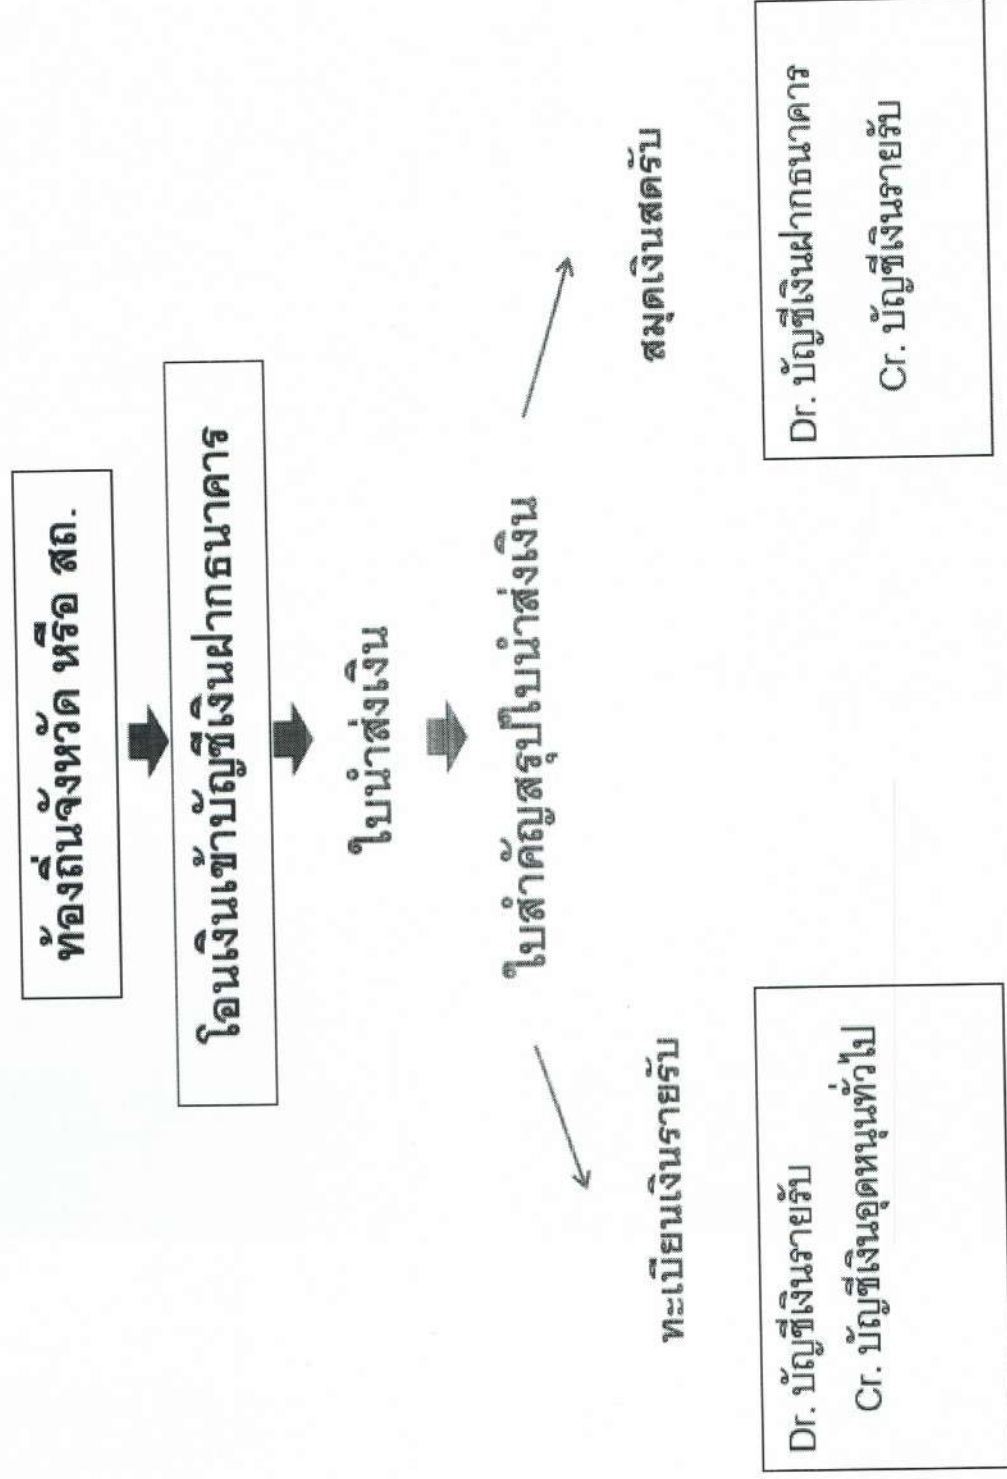 ท้องถิ่นจังหวัด หรือ สถ.
โอนเงินเข้าบัญชีเงินฝากธนาคาร
ใบนำส่งเงิน
ใบสำคัญสรุปใบนำส่งเงิน
ทะเบียนเงินรายรับ
สมุดเงินสดรับ
Dr. บัญชีเงินรายรับ
Cr. บัญชีเงินอุดหนุนทั่วไป
Dr. บัญชีเงินฝากธนาคาร
Cr. บัญชีเงินรายรับ